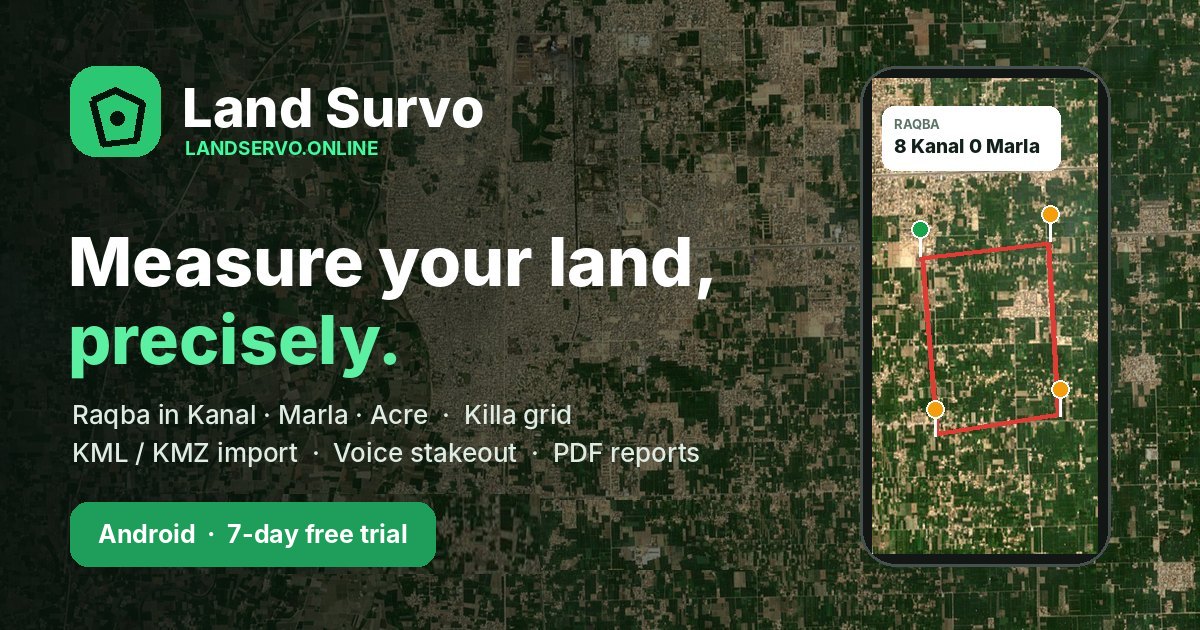 Land Survo
LANDSERVO.ONLINE
Measure your land,
precisely.
Raqba in Kanal · Marla · Acre · Killa grid
KML / KMZ import · Voice stakeout · PDF reports
Android · 7-day free trial
RAQBA
8 Kanal 0 Marla